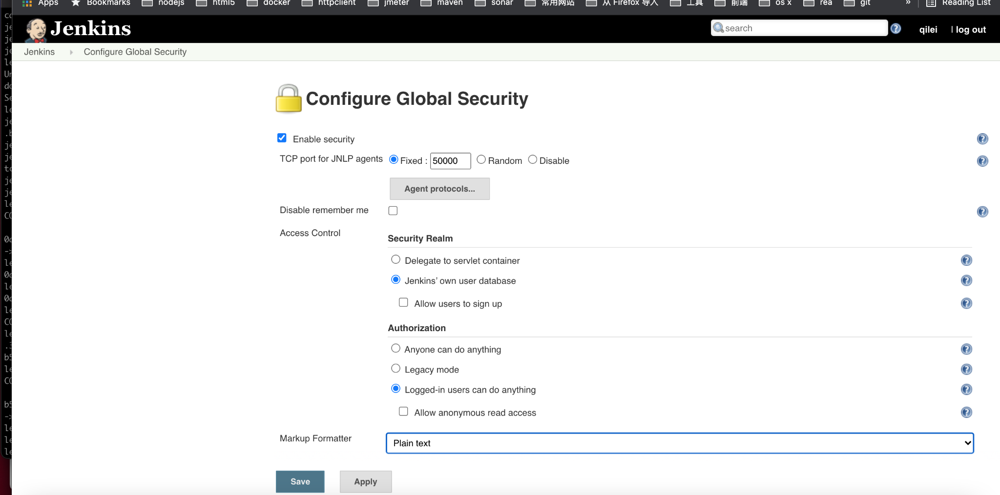 Apps Bookmarks nodejs html5 docker httpclient jmeter maven sonar 常用网站 从 Firefox 导入 工具 前端 os x rea git » Reading List
Jenkins search qilei | log out
Jenkins Configure Global Security
Configure Global Security
Enable security
TCP port for JNLP agents Fixed : 50000 Random Disable
Agent protocols...
Disable remember me
Access Control
Security Realm
Delegate to servlet container
Jenkins' own user database
Allow users to sign up
Authorization
Anyone can do anything
Legacy mode
Logged-in users can do anything
Allow anonymous read access
Markup Formatter Plain text
Save Apply